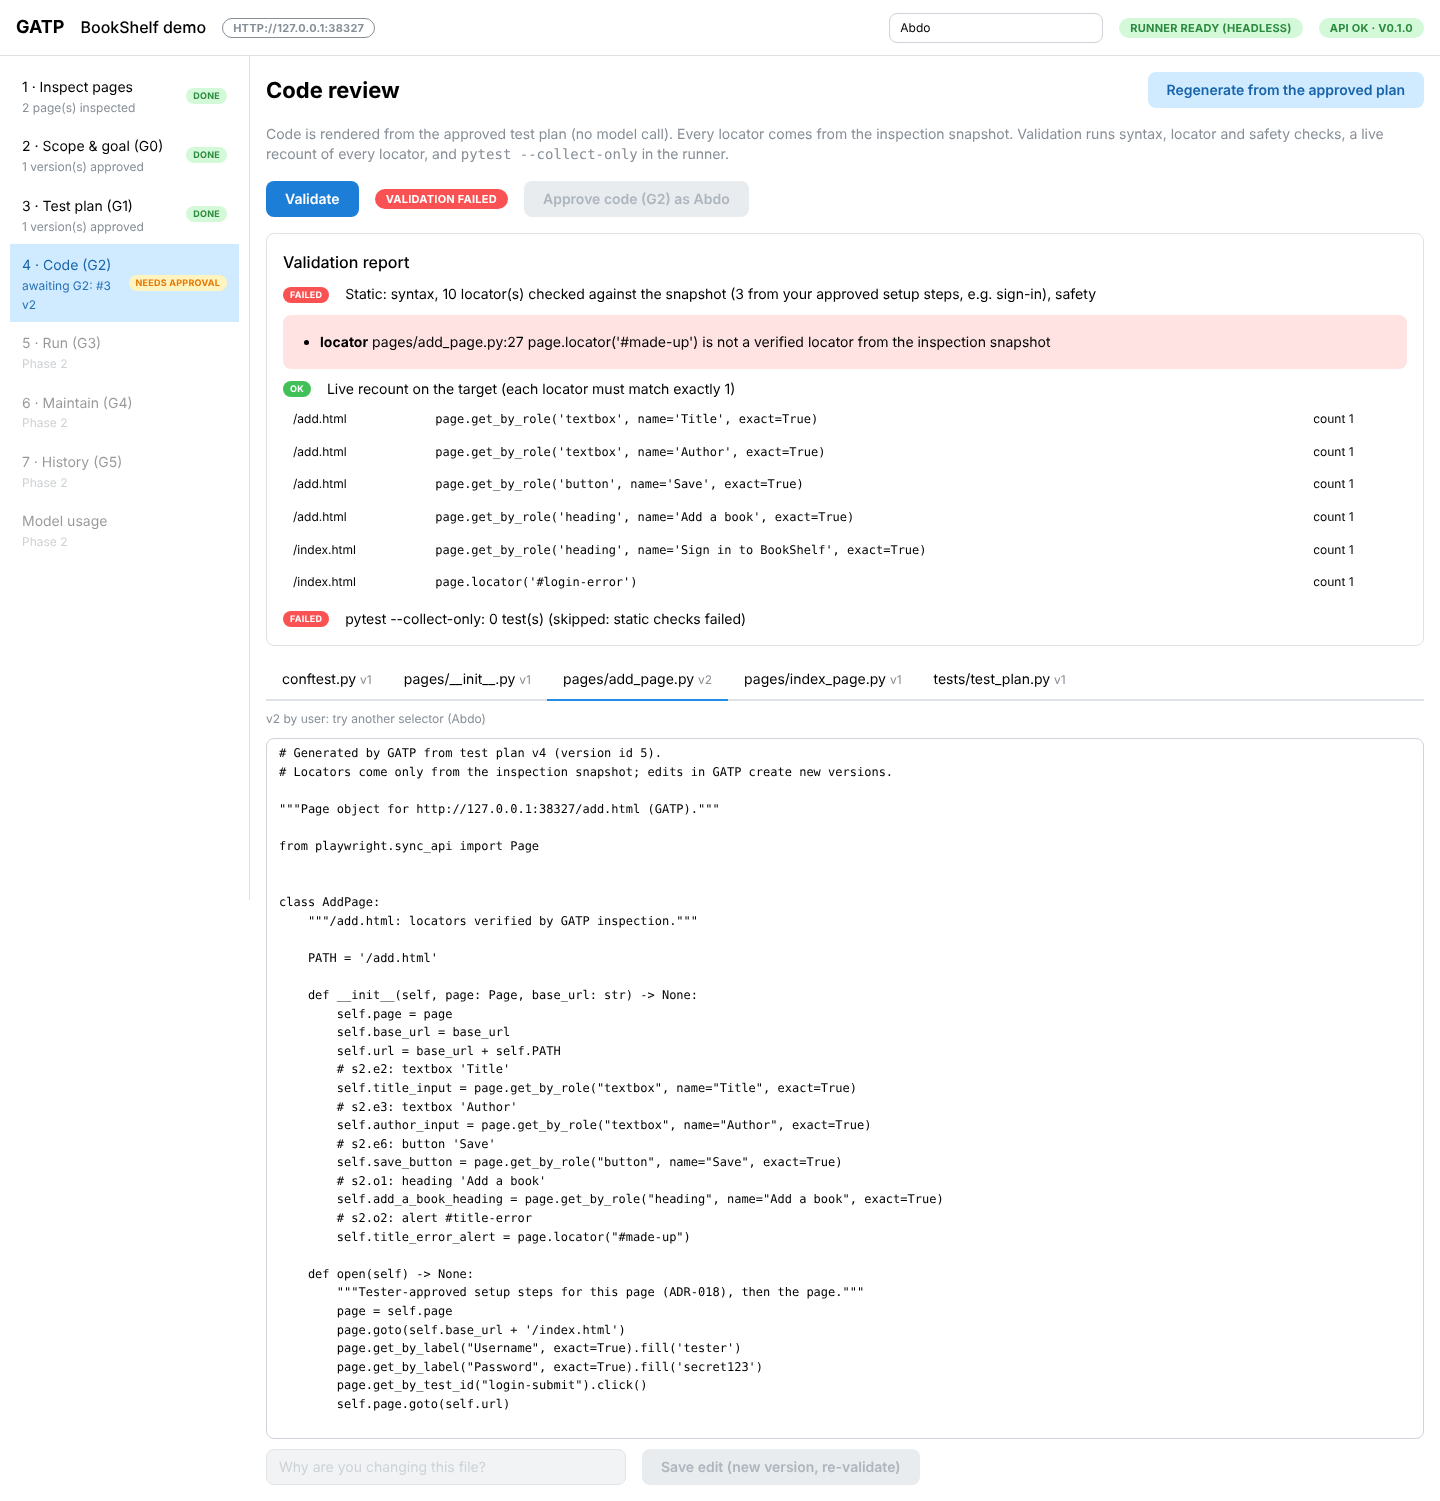 GATP BookShelf demo HTTP://127.0.0.1:38327 Abdo RUNNER READY (HEADLESS) API OK · V0.1.0
1 · Inspect pages
2 page(s) inspected
DONE
2 · Scope & goal (G0)
1 version(s) approved
DONE
3 · Test plan (G1)
1 version(s) approved
DONE
4 · Code (G2)
awaiting G2: #3
v2
NEEDS APPROVAL
5 · Run (G3)
Phase 2
6 · Maintain (G4)
Phase 2
7 · History (G5)
Phase 2
Model usage
Phase 2
Code review
Regenerate from the approved plan
Code is rendered from the approved test plan (no model call). Every locator comes from the inspection snapshot. Validation runs syntax, locator and safety checks, a live
recount of every locator, and pytest --collect-only in the runner.
Validate VALIDATION FAILED Approve code (G2) as Abdo
Validation report
FAILED Static: syntax, 10 locator(s) checked against the snapshot (3 from your approved setup steps, e.g. sign-in), safety
• locator pages/add_page.py:27 page.locator('#made-up') is not a verified locator from the inspection snapshot
OK Live recount on the target (each locator must match exactly 1)
/add.html page.get_by_role('textbox', name='Title', exact=True) count 1
/add.html page.get_by_role('textbox', name='Author', exact=True) count 1
/add.html page.get_by_role('button', name='Save', exact=True) count 1
/add.html page.get_by_role('heading', name='Add a book', exact=True) count 1
/index.html page.get_by_role('heading', name='Sign in to BookShelf', exact=True) count 1
/index.html page.locator('#login-error') count 1
FAILED pytest --collect-only: 0 test(s) (skipped: static checks failed)
conftest.py v1 pages/__init__.py v1 pages/add_page.py v2 pages/index_page.py v1 tests/test_plan.py v1
v2 by user: try another selector (Abdo)
# Generated by GATP from test plan v4 (version id 5).
# Locators come only from the inspection snapshot; edits in GATP create new versions.
"""Page object for http://127.0.0.1:38327/add.html (GATP)."""
from playwright.sync_api import Page
class AddPage:
    """/add.html: locators verified by GATP inspection."""
    PATH = '/add.html'
    def __init__(self, page: Page, base_url: str) -> None:
        self.page = page
        self.base_url = base_url
        self.url = base_url + self.PATH
        # s2.e2: textbox 'Title'
        self.title_input = page.get_by_role("textbox", name="Title", exact=True)
        # s2.e3: textbox 'Author'
        self.author_input = page.get_by_role("textbox", name="Author", exact=True)
        # s2.e6: button 'Save'
        self.save_button = page.get_by_role("button", name="Save", exact=True)
        # s2.o1: heading 'Add a book'
        self.add_a_book_heading = page.get_by_role("heading", name="Add a book", exact=True)
        # s2.o2: alert #title-error
        self.title_error_alert = page.locator("#made-up")
    def open(self) -> None:
        """Tester-approved setup steps for this page (ADR-018), then the page."""
        page = self.page
        page.goto(self.base_url + '/index.html')
        page.get_by_label("Username", exact=True).fill('tester')
        page.get_by_label("Password", exact=True).fill('secret123')
        page.get_by_test_id("login-submit").click()
        self.page.goto(self.url)
Why are you changing this file? Save edit (new version, re-validate)